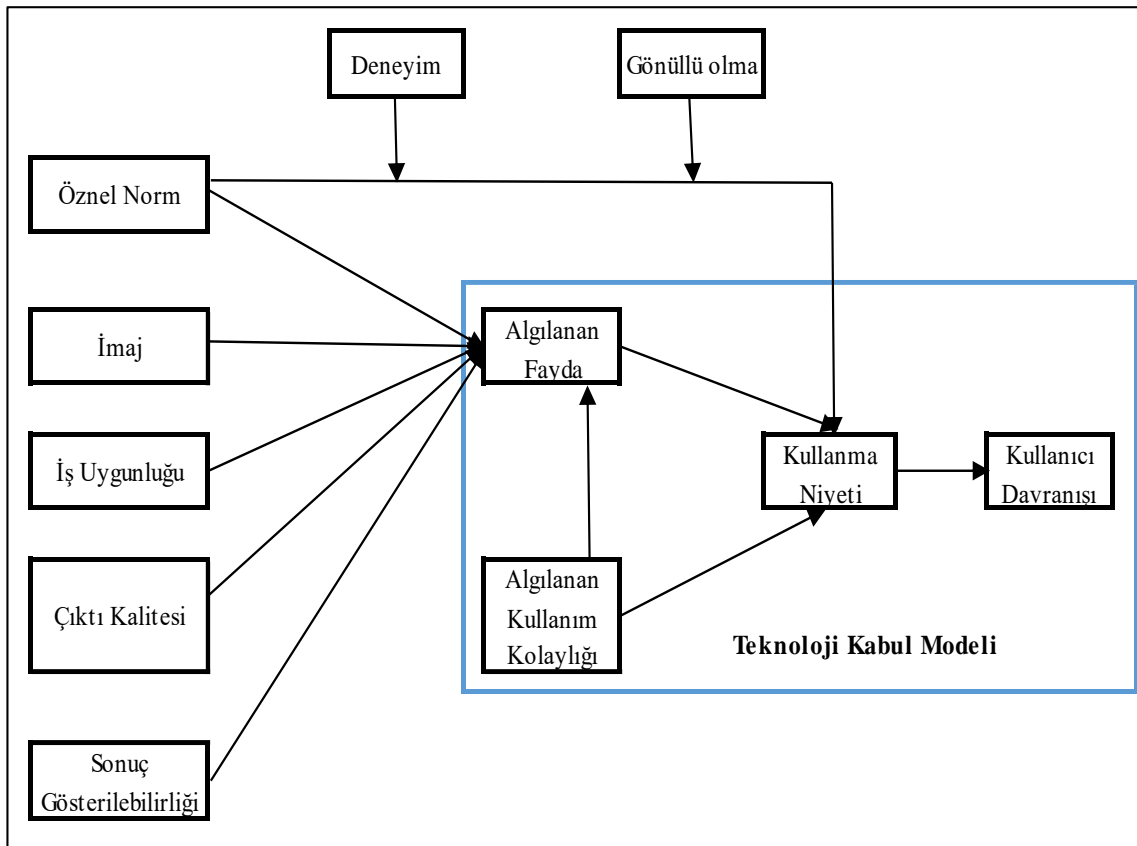 Deneyim
Gönüllü olma
Öznel Norm
İmaj
Algılanan
Fayda
İş Uygunluğu
Kullanma
Niyeti
Kullanıcı
Davranışı
Çıktı Kalitesi
Algılanan
Kullanım
Kolaylığı
Teknoloji Kabul Modeli
Sonuç
Gösterilebilirliği